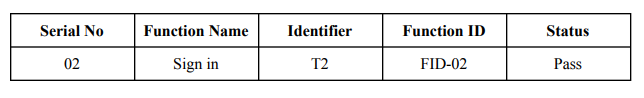 Serial No Function Name Identifier Function ID Status
02 Sign in T2 FID-02 Pass